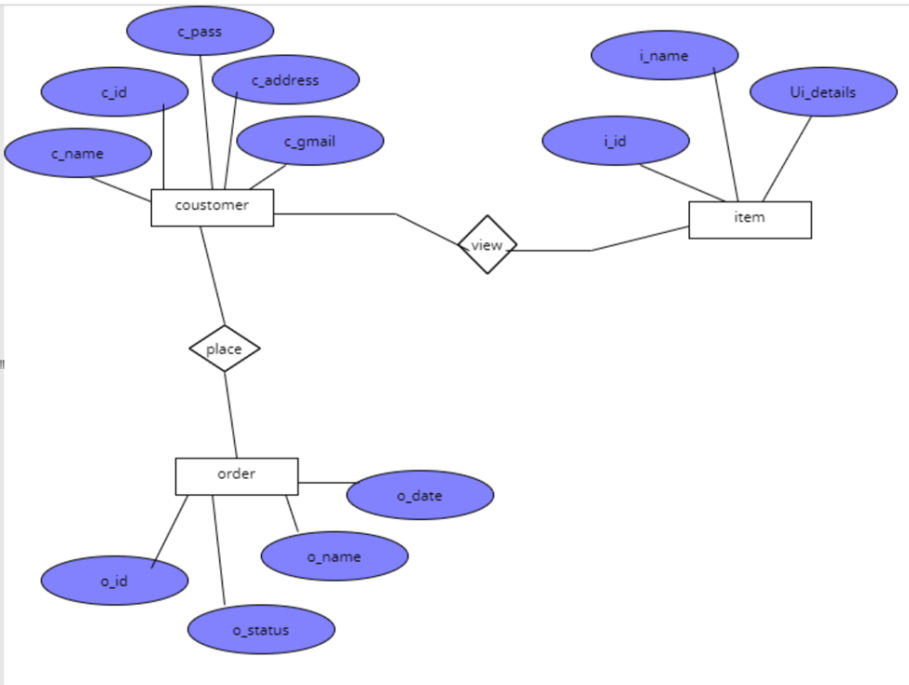 c_pass
i_name
c_address
c_id
Ui_details
c_gmail
i_id
c_name
coustomer
item
view
place
order
o_date
o_name
o_id
o_status